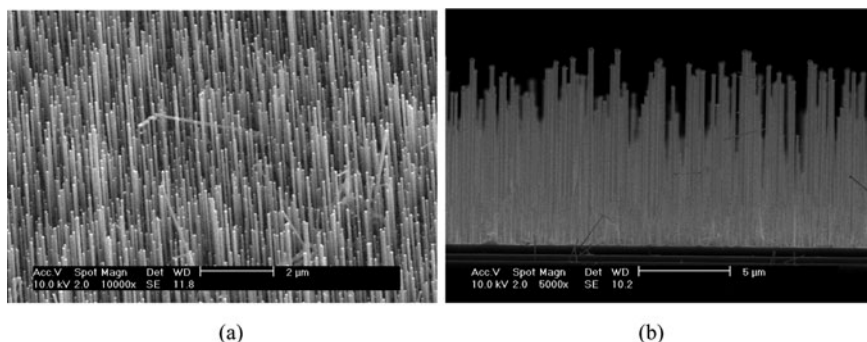 Acc.V Spot Magn Det WD 2 µm
10.0 kV 2.0 10000x SE 11.8
Acc.V Spot Magn Det WD 5 µm
10.0 kV 2.0 5000x SE 10.2
(a) (b)